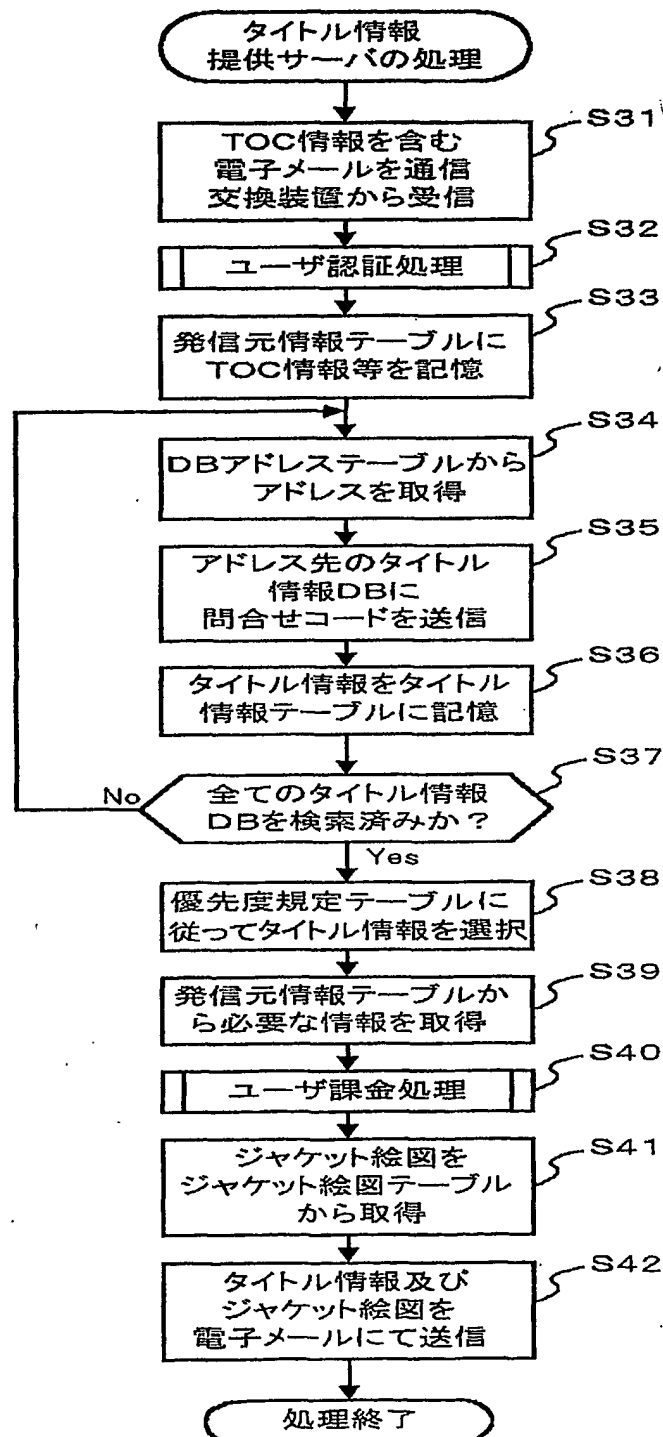 タイトル情報
提供サーバの処理
S31
TOC情報を含む
電子メールを通信
交換装置から受信
S32
ユーザ認証処理
S33
発信元情報テーブルに
TOC情報等を記憶
S34
DBアドレステーブルから
アドレスを取得
S35
アドレス先のタイトル
情報DBに
問合せコードを送信
S36
タイトル情報をタイトル
情報テーブルに記憶
S37
No
全てのタイトル情報
DBを検索済みか?
Yes
S38
優先度規定テーブルに
従ってタイトル情報を選択
S39
発信元情報テーブルか
ら必要な情報を取得
S40
ユーザ課金処理
S41
ジャケット絵図を
ジャケット絵図テーブル
から取得
S42
タイトル情報及び
ジャケット絵図を
電子メールにて送信
処理終了